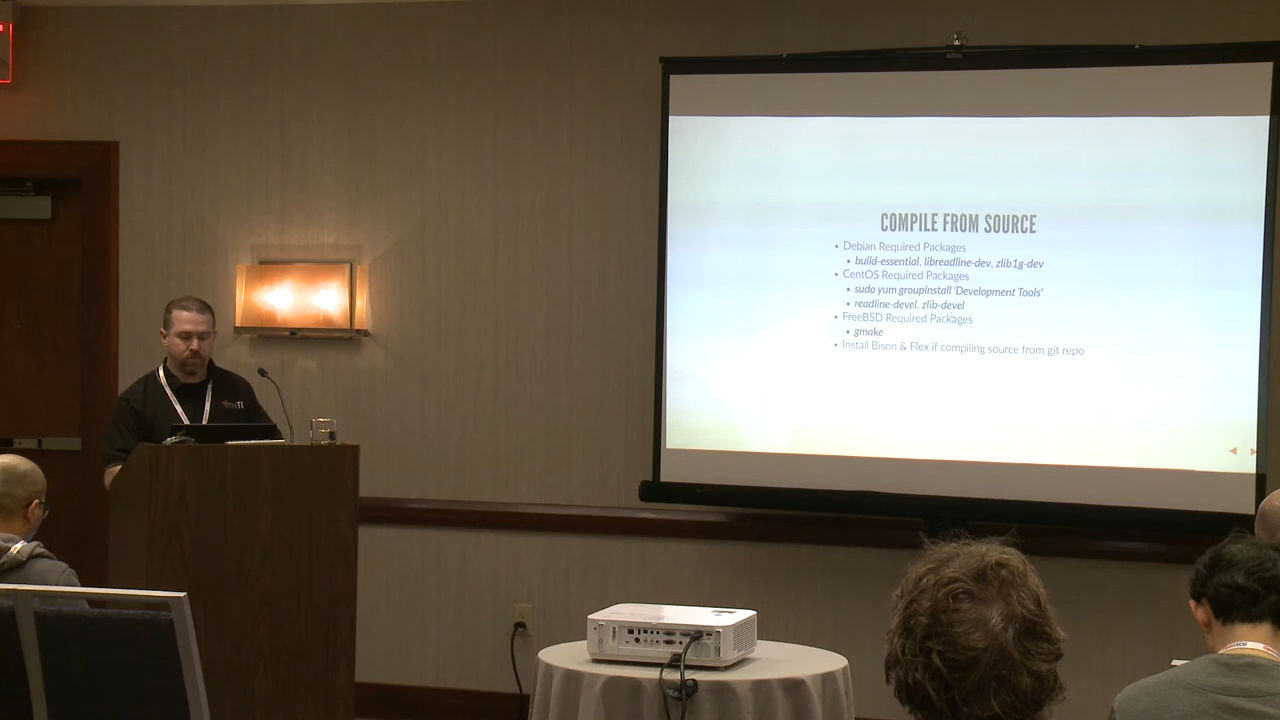 COMPILE FROM SOURCE
• Debian Required Packages
• build-essential, libreadline-dev, zlib1g-dev
• CentOS Required Packages
• sudo yum groupinstall 'Development Tools'
• readline-devel, zlib-devel
• FreeBSD Required Packages
• gmake
• Install Bison & Flex if compiling source from git repo